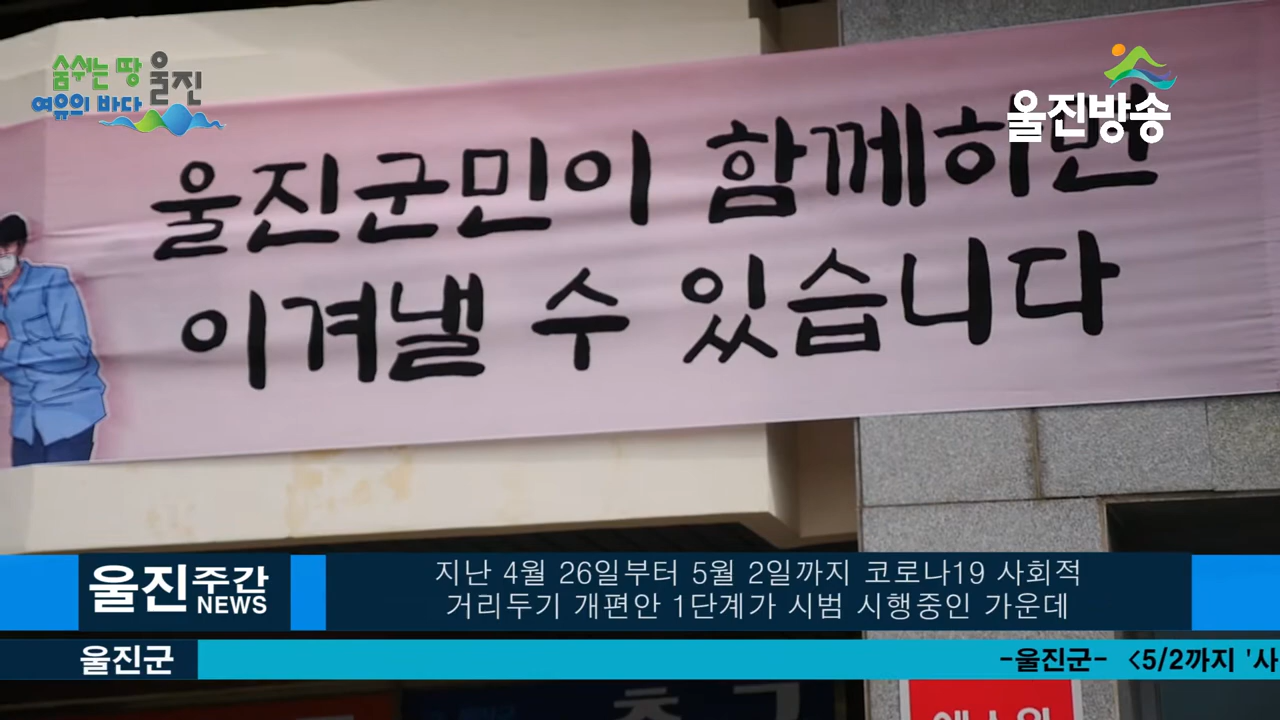 숨쉬는 땅
여유의 바다
울진
울진방송
울진군민이 함께하면
이겨낼 수 있습니다
울진주간
NEWS
지난 4월 26일부터 5월 2일까지 코로나19 사회적
거리두기 개편안 1단계가 시범 시행중인 가운데
울진군
-울진군- <5/2까지 '사